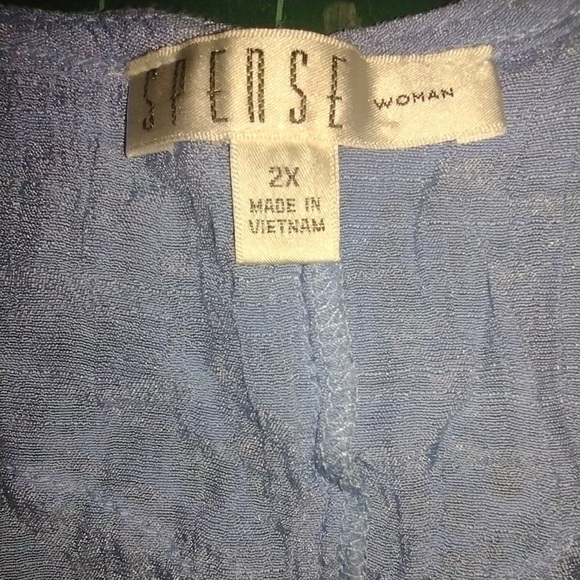 SPENSE WOMAN
2X
MADE IN
VIETNAM